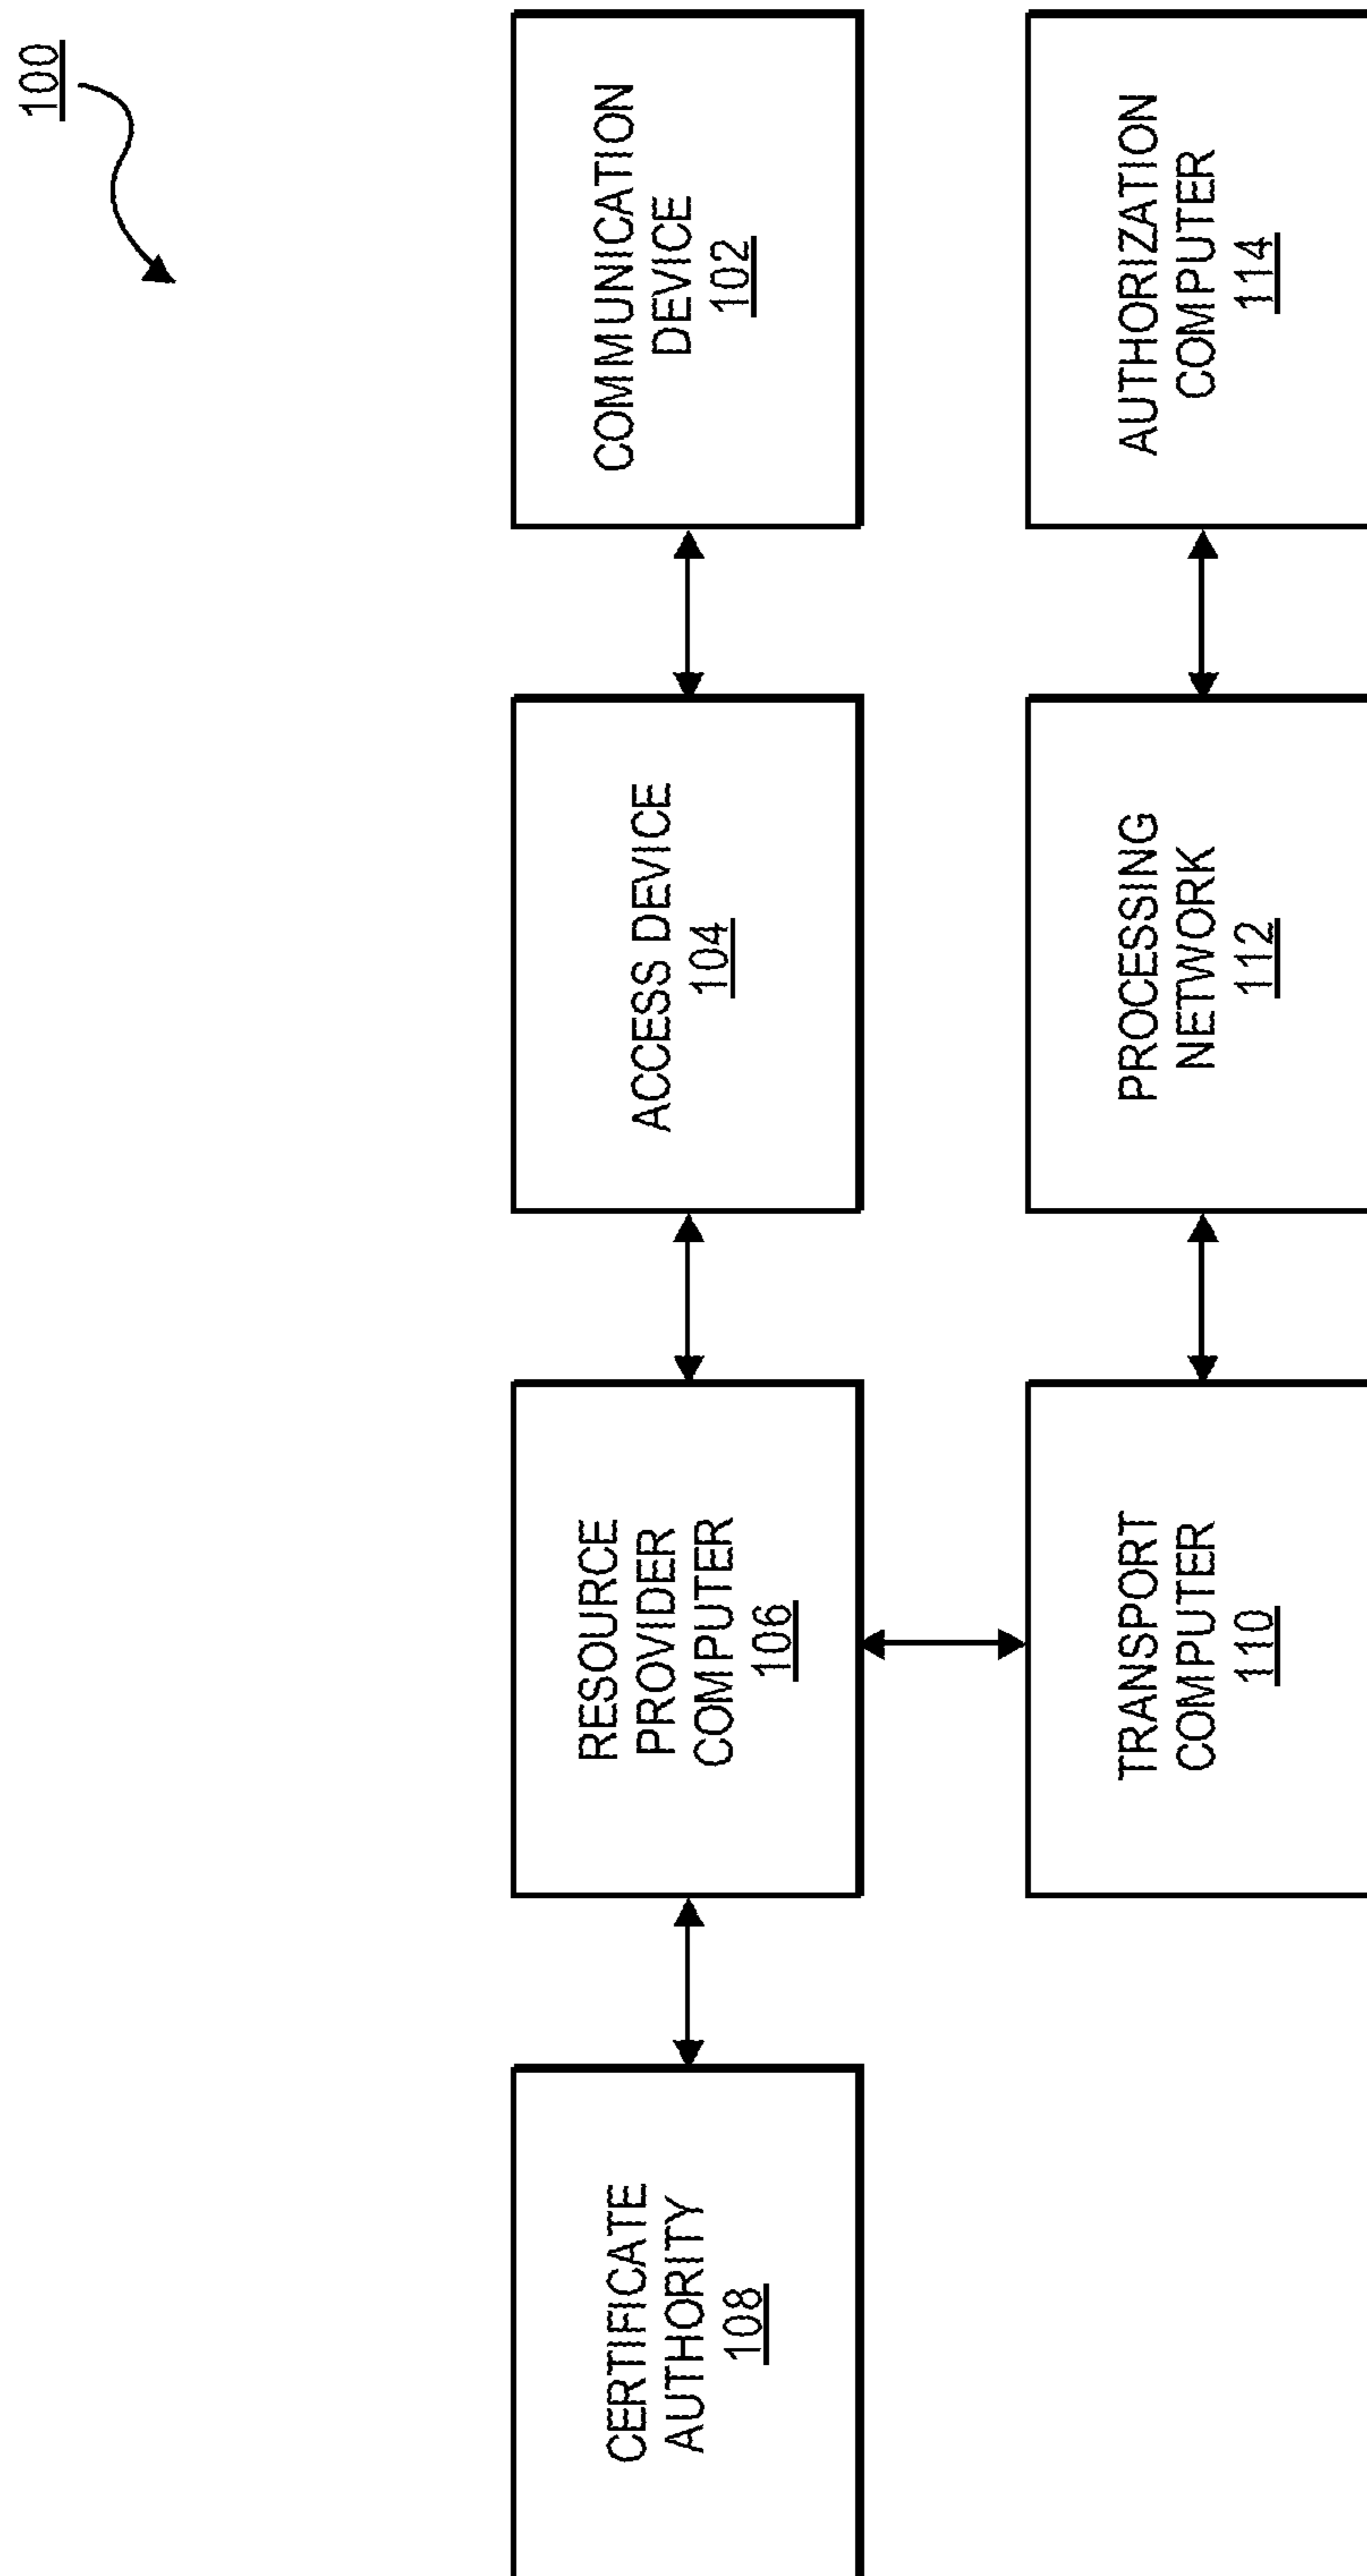 100
CERTIFICATE
AUTHORITY
108
RESOURCE
PROVIDER
COMPUTER
106
ACCESS DEVICE
104
COMMUNICATION
DEVICE
102
TRANSPORT
COMPUTER
110
PROCESSING
NETWORK
112
AUTHORIZATION
COMPUTER
114